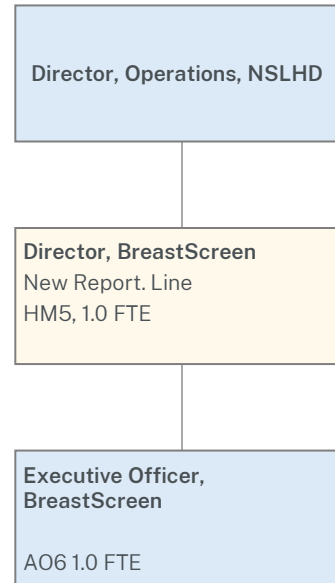 Director, Operations, NSLHD
Director, BreastScreen
New Report. Line
HM5, 1.0 FTE
Executive Officer,
BreastScreen
AO6 1.0 FTE